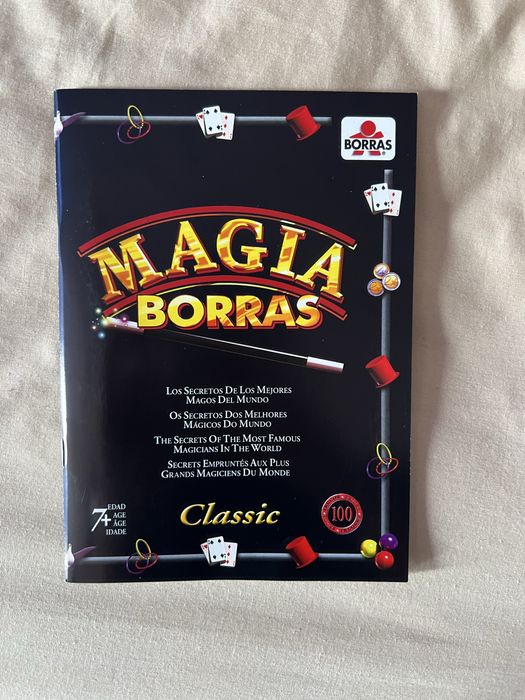 BORRAS
MAGIA
BORRAS
Los Secretos De Los Mejores
Magos Del Mundo
Os Secretos Dos Melhores
Mágicos Do Mundo
The Secrets Of The Most Famous
Magicians In The World
Secrets Empruntés Aux Plus
Grands Magiciens Du Monde
7+
EDAD
AGE
ÂGE
IDADE
Classic
100